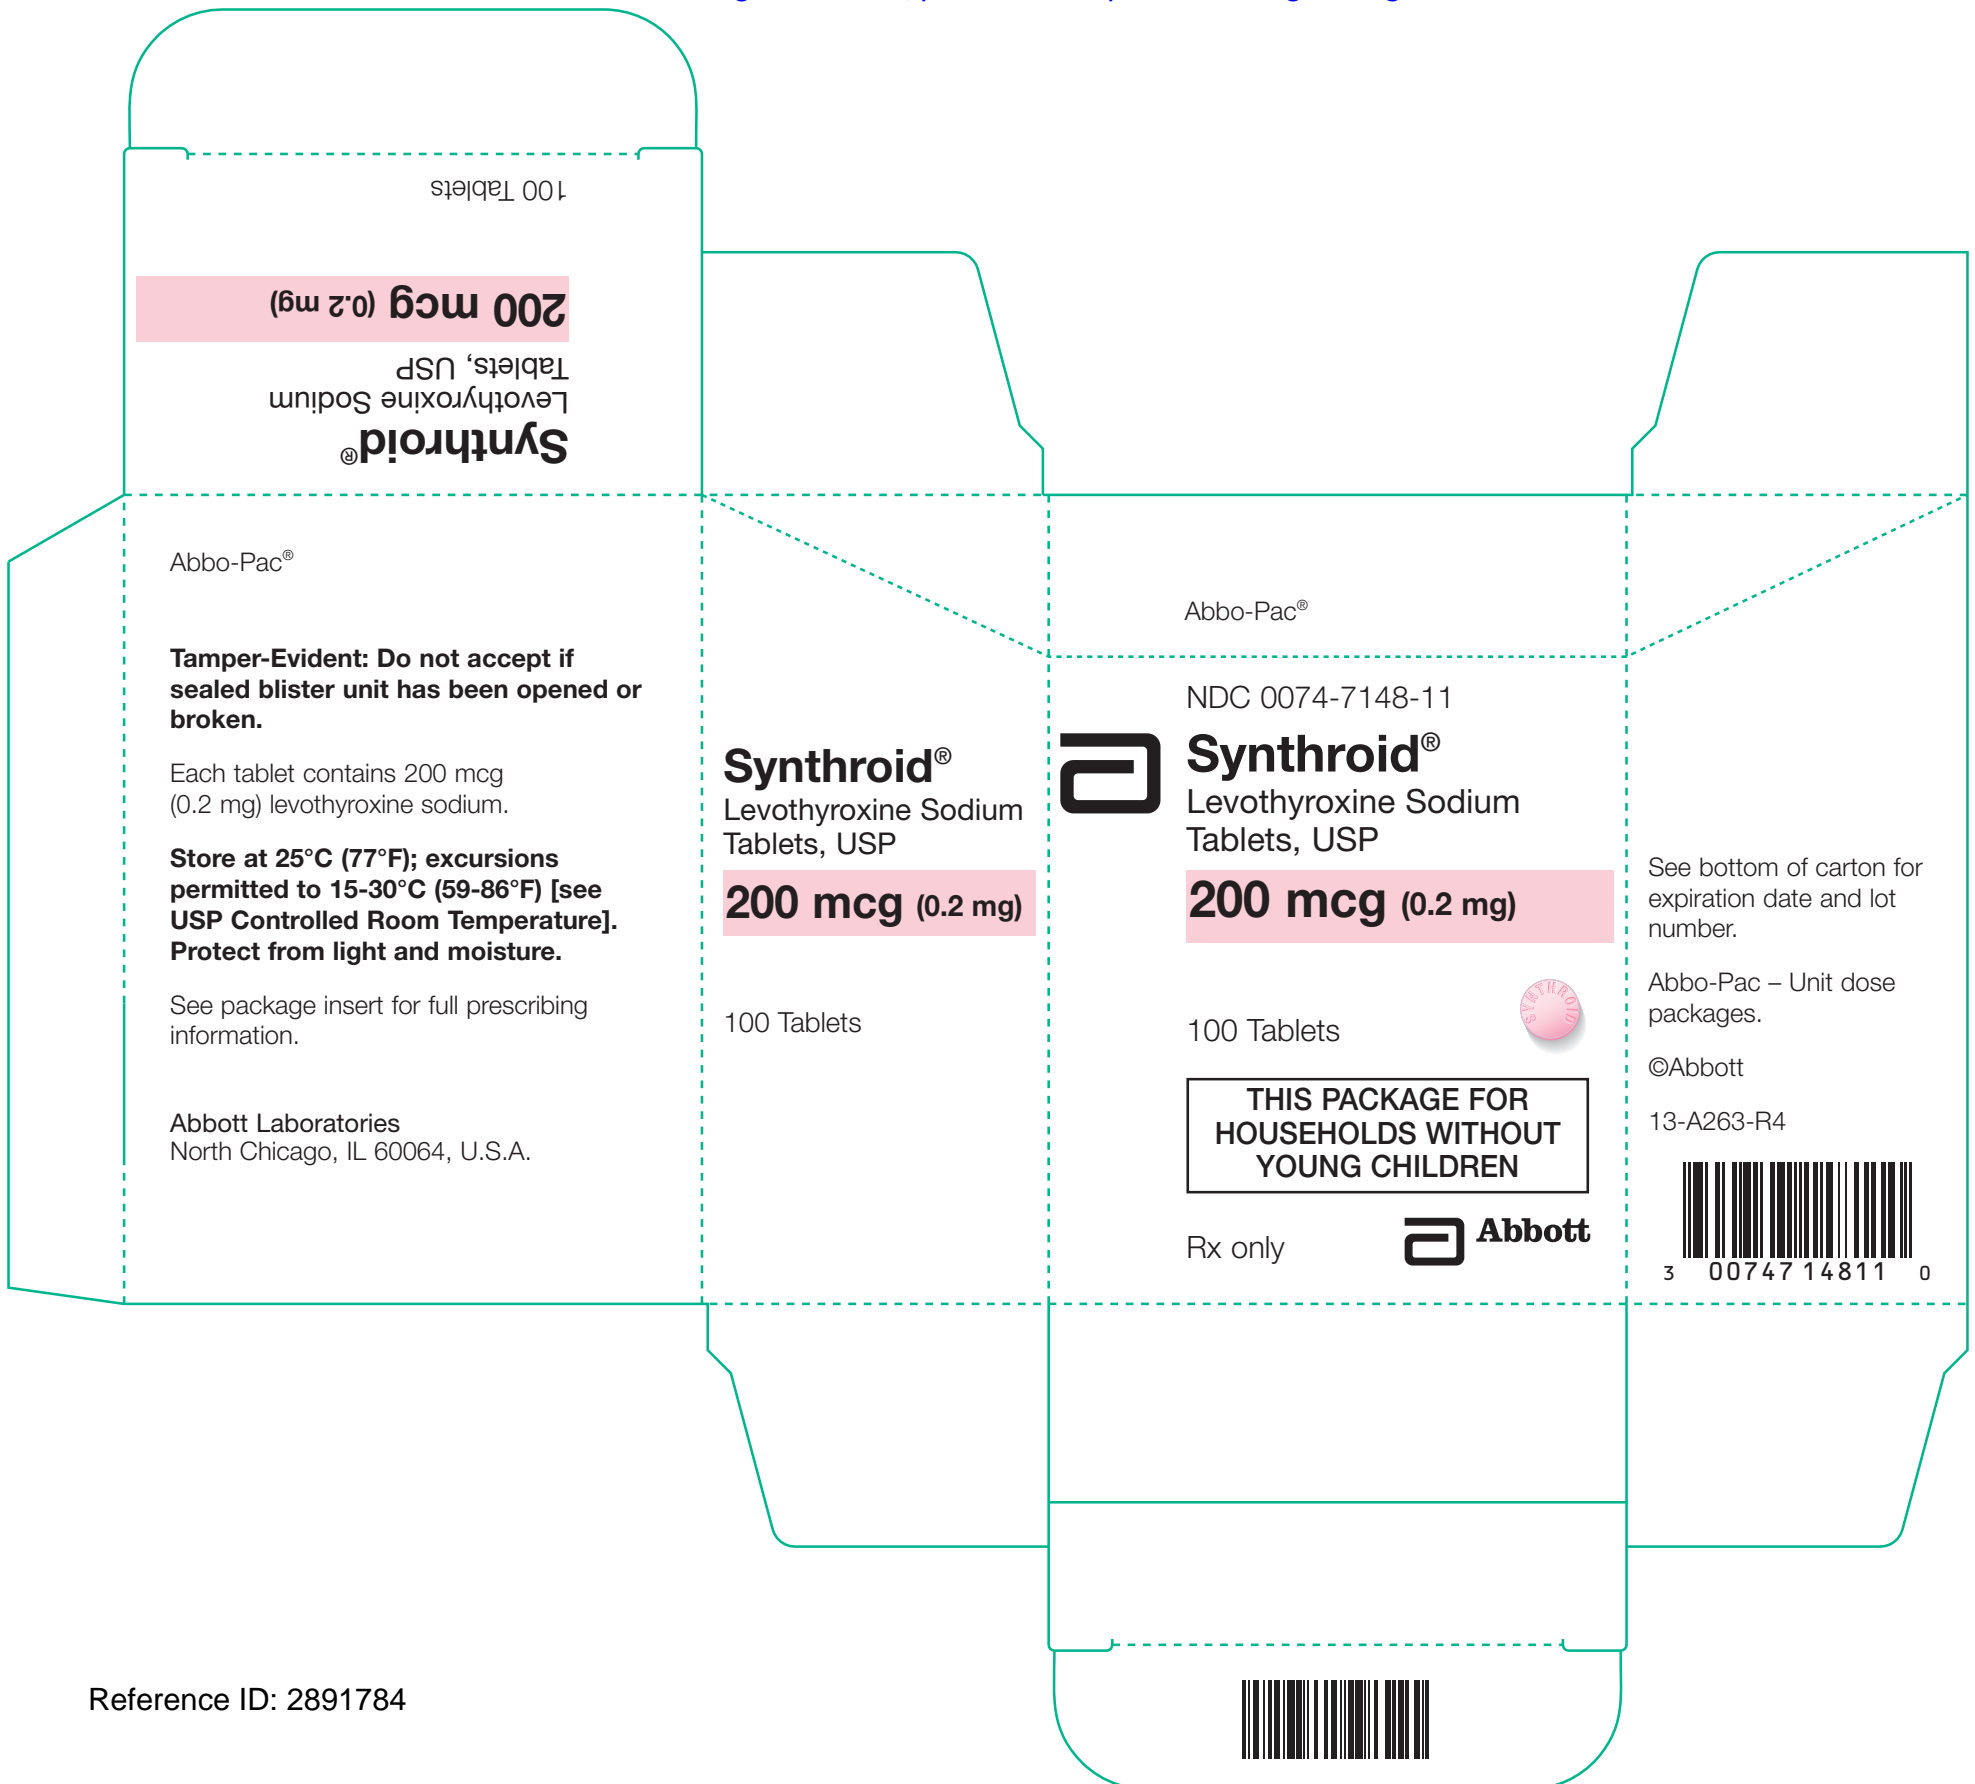 100 Tablets
200 mcg (0.2 mg)
Tablets, USP
Levothyroxine Sodium
Synthroid®
Abbo-Pac®
Tamper-Evident: Do not accept if
sealed blister unit has been opened or
broken.
Each tablet contains 200 mcg
(0.2 mg) levothyroxine sodium.
Store at 25°C (77°F); excursions
permitted to 15-30°C (59-86°F) [see
USP Controlled Room Temperature].
Protect from light and moisture.
See package insert for full prescribing
information.
Abbott Laboratories
North Chicago, IL 60064, U.S.A.
Synthroid®
Levothyroxine Sodium
Tablets, USP
200 mcg (0.2 mg)
100 Tablets
Abbo-Pac®
NDC 0074-7148-11
Synthroid®
Levothyroxine Sodium
Tablets, USP
200 mcg (0.2 mg)
SYNTHROID
100 Tablets
THIS PACKAGE FOR
HOUSEHOLDS WITHOUT
YOUNG CHILDREN
Rx only
Abbott
See bottom of carton for
expiration date and lot
number.
Abbo-Pac – Unit dose
packages.
©Abbott
13-A263-R4
3 00747 14811 0
Reference ID: 2891784